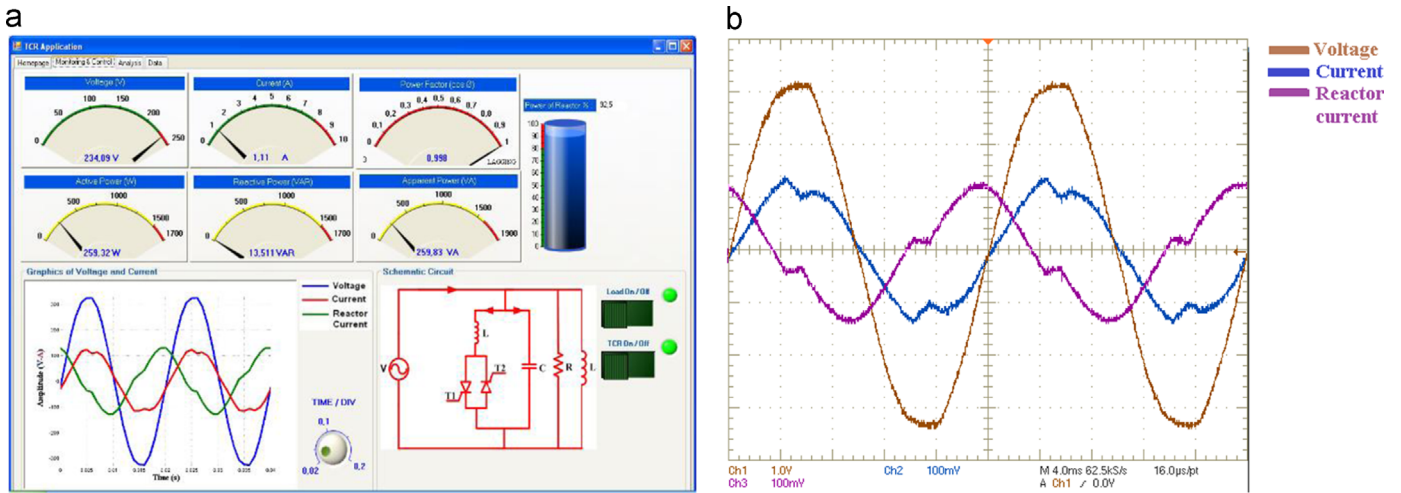 a
TCR Application
Homepage Monitoring & Control Analysis Data
Voltage (V)
0 50 100 150 200 250
234,09 V
Current (A)
0 1 2 3 4 5 6 7 8 9 10
1,11 A
Power Factor (cos
0 0,1 0,2 0,3 0,4 0,5 0,6 0,7 0,9 1
0,998
LAGGING
Power of Reactor % 92,5
100
90
80
70
60
50
40
30
20
10
0
Active Power (W)
0 500 1000 1500 1700
259,32 W
Reactive Power (VAR)
0 500 1000 1500 1700
13,511 VAR
Apparent Power (VA)
0 500 1000 1500 1900
259,83 VA
Graphics of Voltage and Current
Amplitude (V-A)
Time (s)
Voltage
Current
Reactor
Current
TIME / DIV
0,1
0,02 0,2
Schematic Circuit
V
L
T1
T2
C
R
L
Load On / Off
TCR On / Off
b
Voltage
Current
Reactor
current
Ch1 1.0V Ch2 100mV M 4.0ms 62.5kS/s 16.0µs/pt
Ch3 100mV A Ch1 / 0.0V